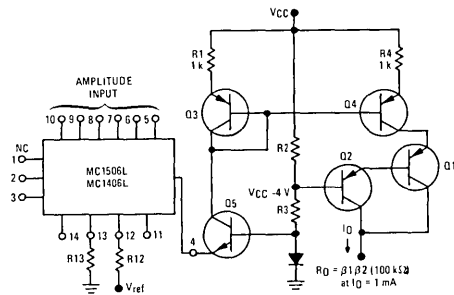 VCC
R1
1 k
R4
1 k
AMPLITUDE
INPUT
10 9 8 7 6 5
Q3
Q4
NC
1
2
3
MC1506L
MC1406L
R2
Q2
Q1
VCC -4 V
Q5
R3
IO
4
14 13 12 11
R13
R12
Vref
RO = β1 β2 (100 kΩ)
at IO = 1 mA